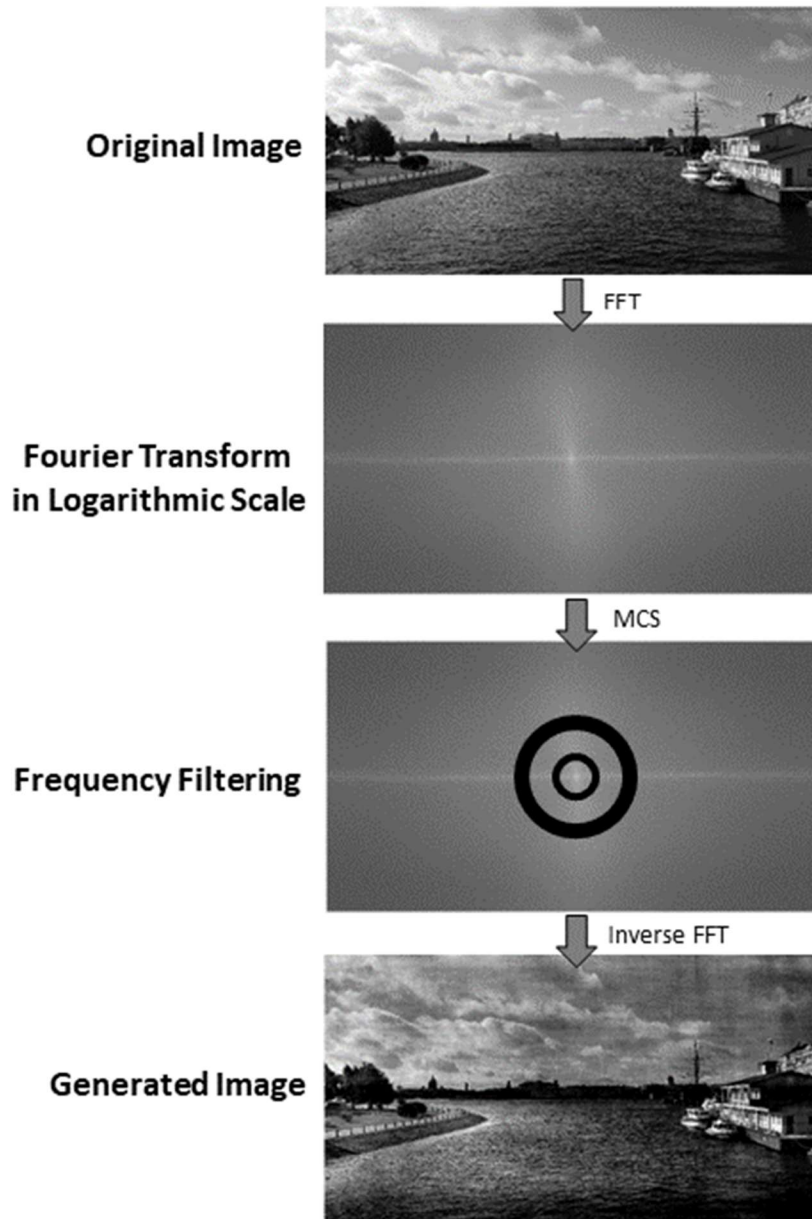 Original Image
FFT
Fourier Transform
in Logarithmic Scale
MCS
Frequency Filtering
Inverse FFT
Generated Image